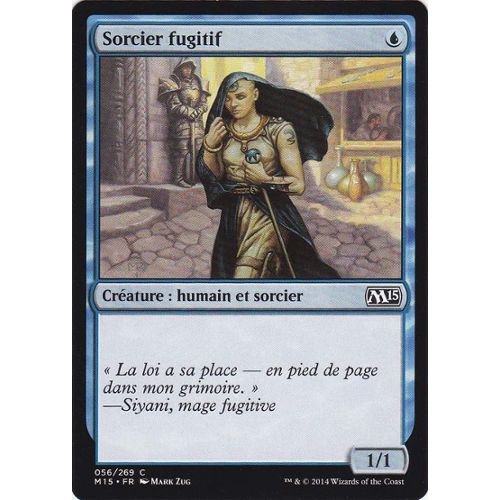 Sorcier fugitif
Créature : humain et sorcier
M15
« La loi a sa place — en pied de page
dans mon grimoire. »
—Siyani, mage fugitive
1/1
056/269 C
M15 • FR Mark Zug
™ & © 2014 Wizards of the Coast